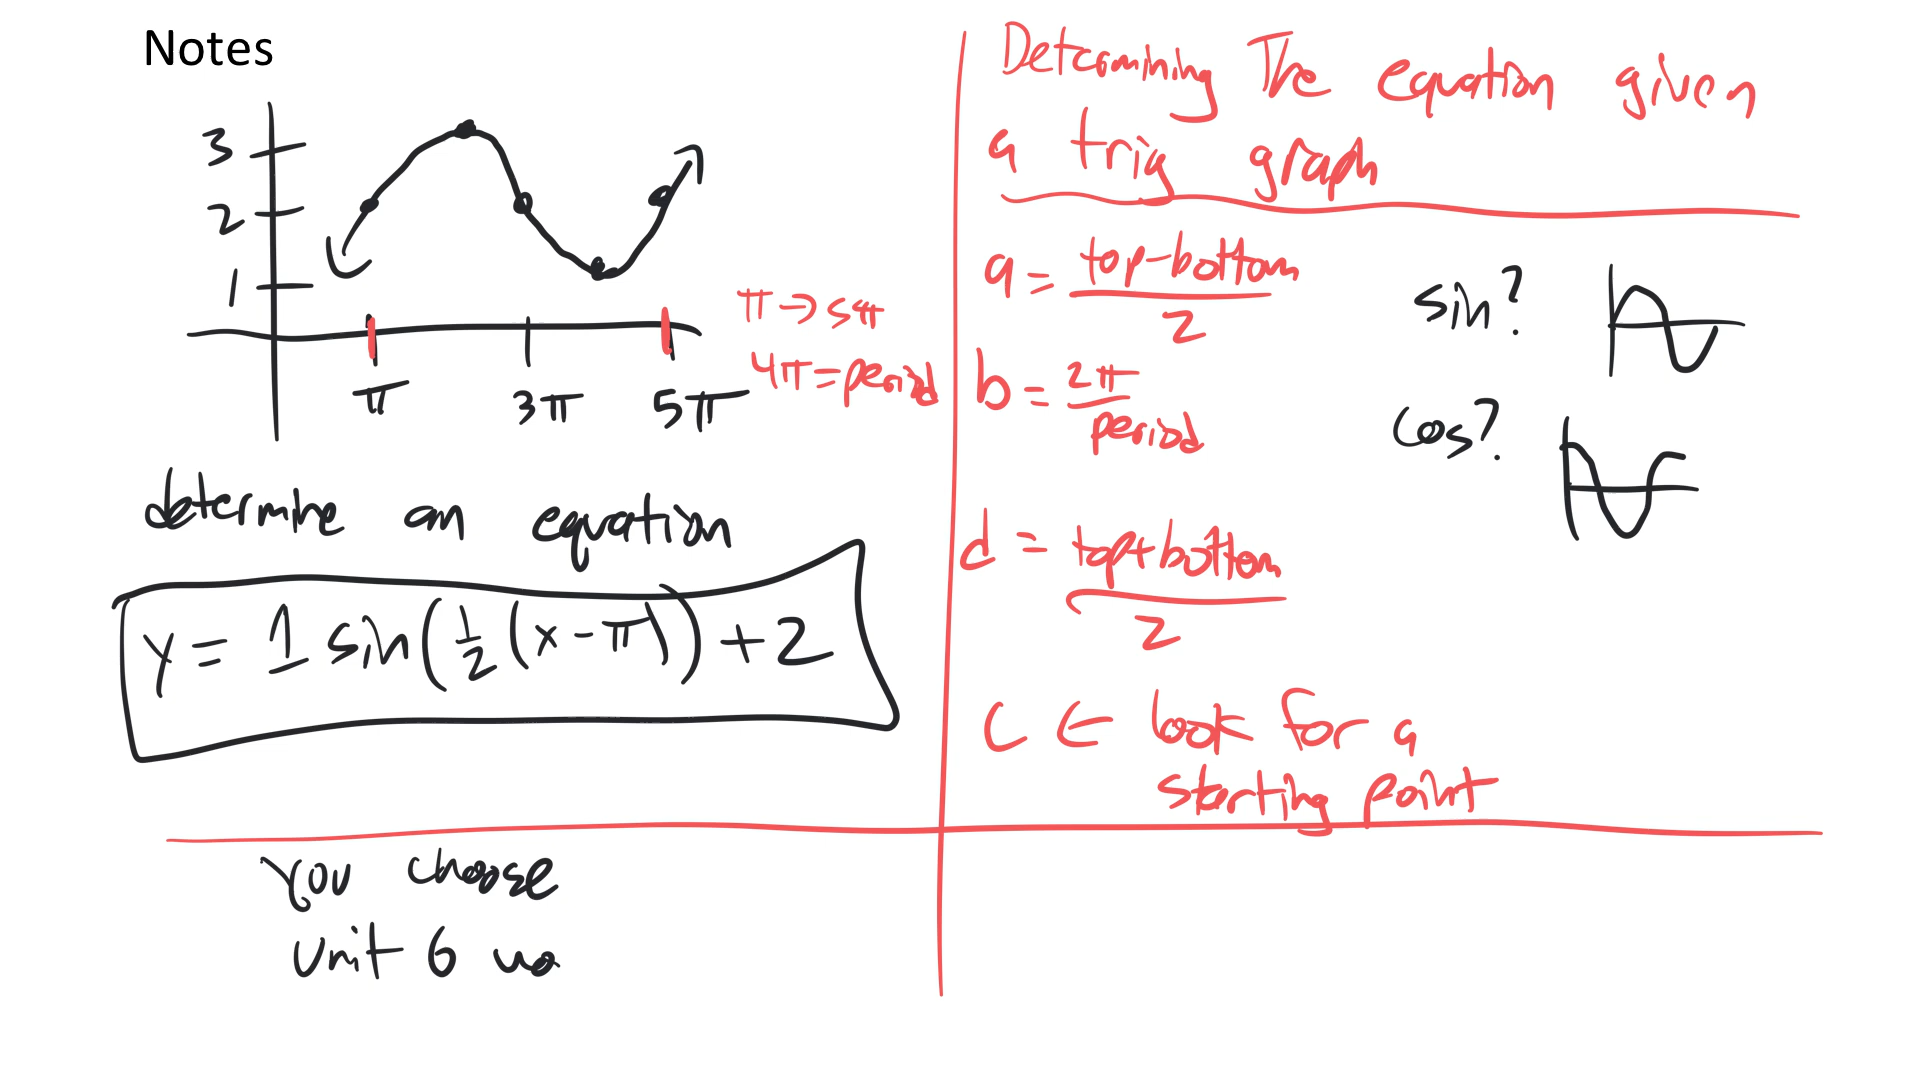 Notes
3
2
1
π
3π
5π
π → 5π
4π = period
determine an equation
y = 1 sin(1/2(x - π)) + 2
You choose
Unit 6
Determining The equation given
a trig graph
a = top - bottom / 2
b = 2π / period
d = top + bottom / 2
c ← look for a
starting point
sin?
cos?